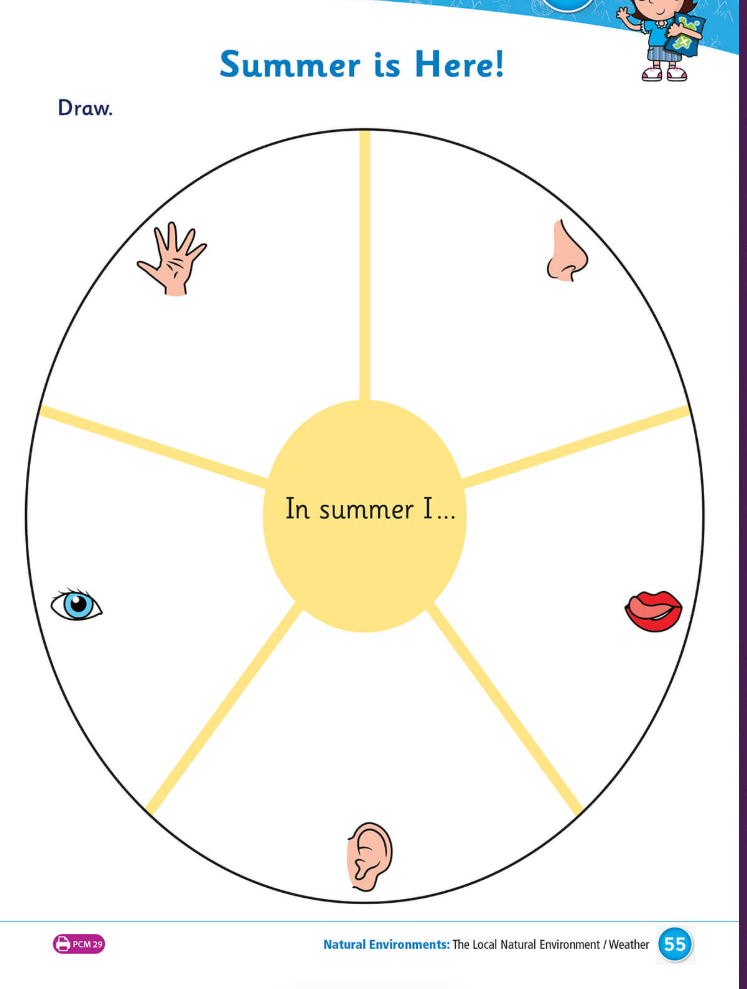 Summer is Here!
Draw.
In summer I...
PCM 29
Natural Environments: The Local Natural Environment / Weather 55